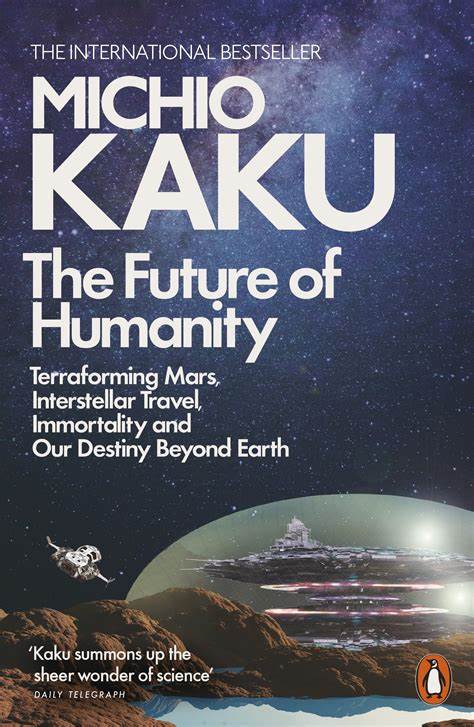 THE INTERNATIONAL BESTSELLER
MICHIO
KAKU
The Future of
Humanity
Terraforming Mars,
Interstellar Travel,
Immortality and
Our Destiny Beyond Earth
‘Kaku summons up the
sheer wonder of science’
DAILY TELEGRAPH